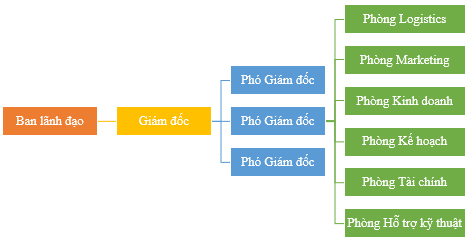 Ban lãnh đạo
Giám đốc
Phó Giám đốc
Phó Giám đốc
Phó Giám đốc
Phòng Logistics
Phòng Marketing
Phòng Kinh doanh
Phòng Kế hoạch
Phòng Tài chính
Phòng Hỗ trợ kỹ thuật